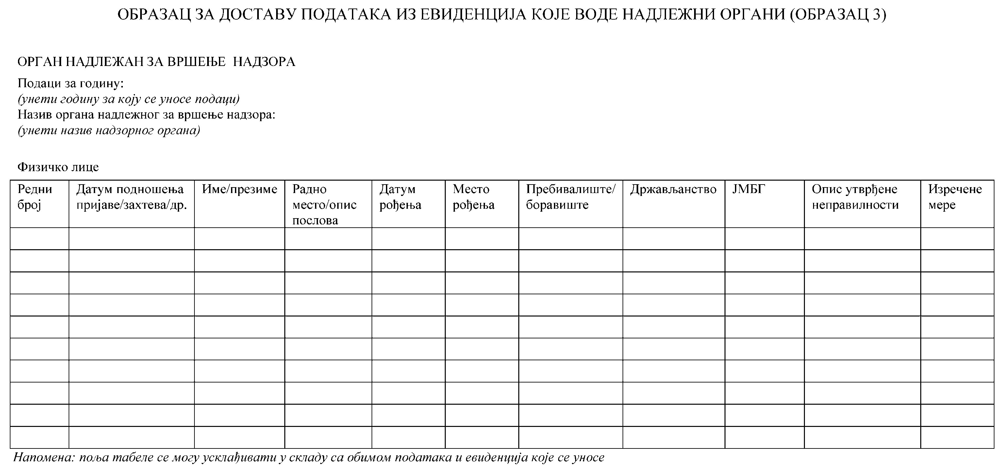 ОБРАЗАЦ ЗА ДОСТАВУ ПОДАТАКА ИЗ ЕВИДЕНЦИЈА КОЈЕ ВОДЕ НАДЛЕЖНИ ОРГАНИ (ОБРАЗАЦ 3)
ОРГАН НАДЛЕЖАН ЗА ВРШЕЊЕ НАДЗОРА
Подаци за годину:
(унети годину за коју се уносе подаци)
Назив органа надлежног за вршење надзора:
(унети назив надзорног органа)
Физичко лице
Редни
број
Датум подношења
пријаве/захтева/др.
Име/презиме
Радно
место/опис
послова
Датум
рођења
Место
рођења
Пребивалиште/
боравиште
Држављанство
ЈМБГ
Опис утврђене
неправилности
Изречене
мере
Напомена: поља табеле се могу усклађивати у складу са обимом података и евиденција које се уносе